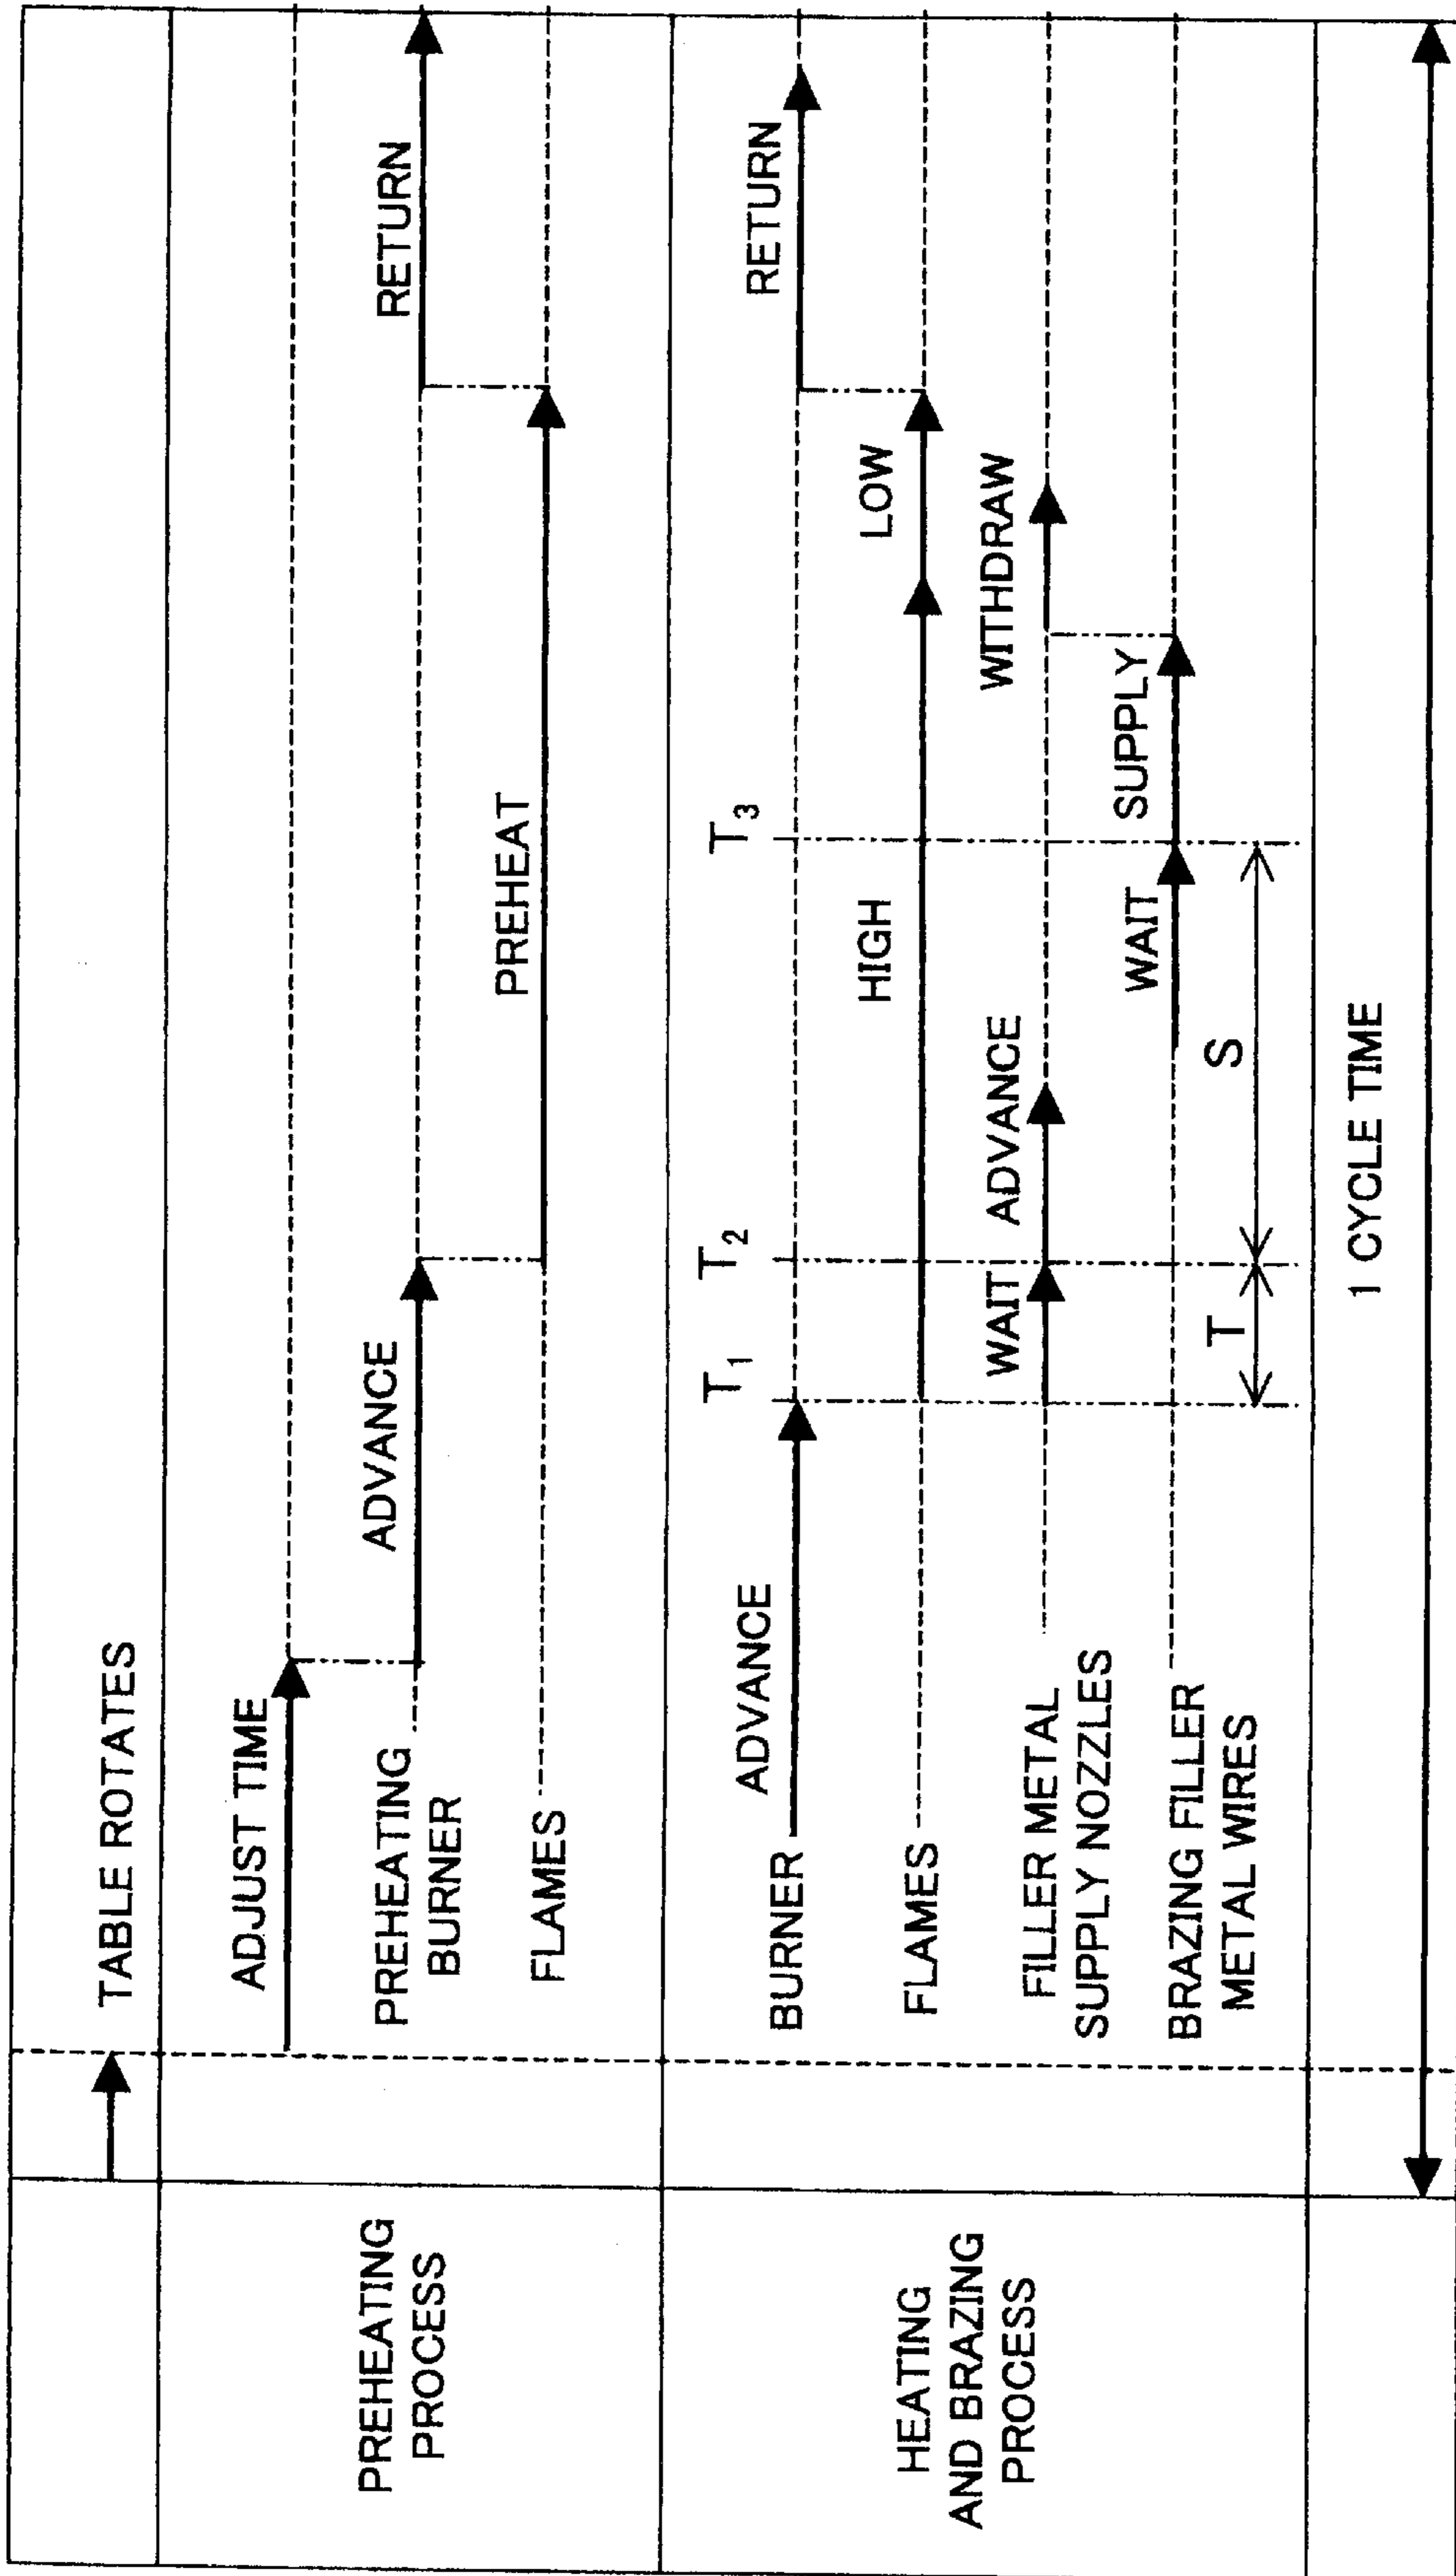 TABLE ROTATES
PREHEATING
PROCESS
ADJUST TIME
PREHEATING
BURNER
ADVANCE
RETURN
FLAMES
PREHEAT
HEATING
AND BRAZING
PROCESS
BURNER
ADVANCE
T1
T2
T3
RETURN
FLAMES
HIGH
LOW
FILLER METAL
SUPPLY NOZZLES
WAIT
ADVANCE
WITHDRAW
BRAZING FILLER
METAL WIRES
WAIT
SUPPLY
T
S
1 CYCLE TIME